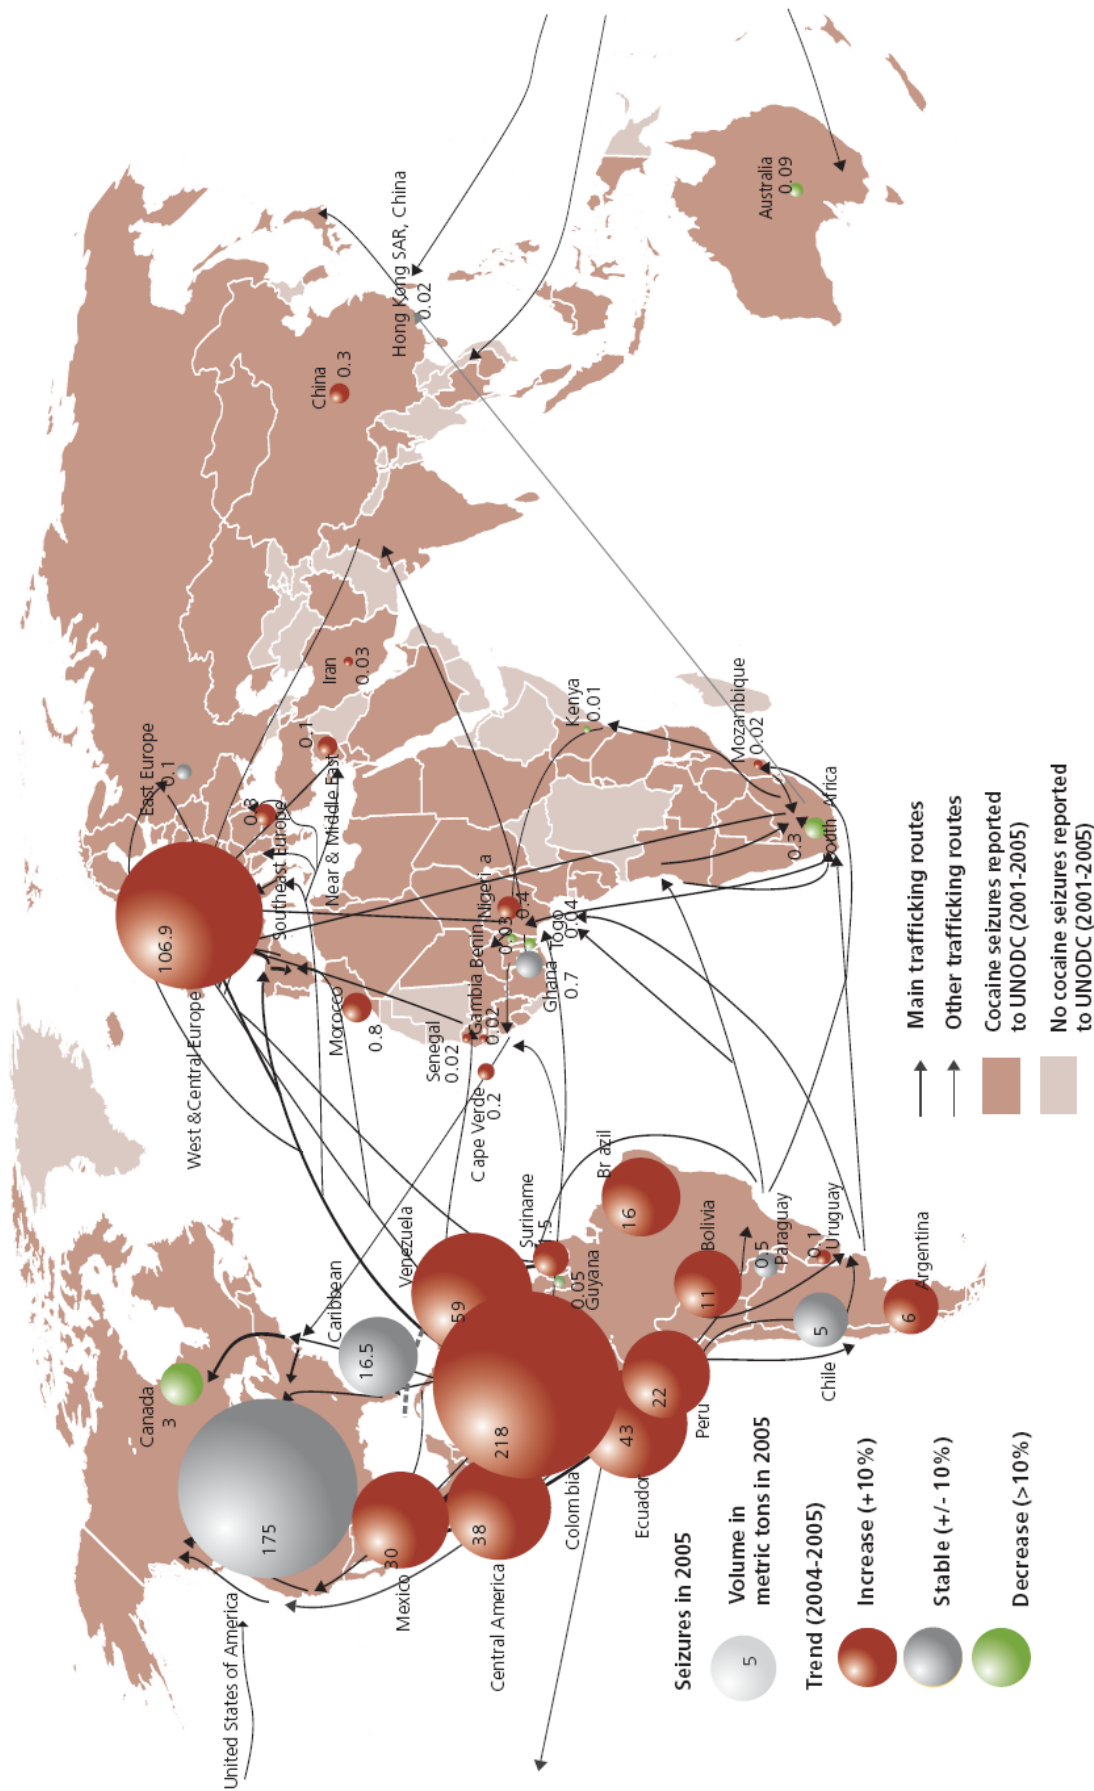 United States of America
175
Canada
3
Mexico
30
Central America
38
Caribbean
16.5
Venezuela
59
Colombia
218
Ecuador
43
Peru
22
Suriname
.5
Guyana
0.05
Brazil
16
Bolivia
11
Paraguay
0.5
Uruguay
0.1
Chile
5
Argentina
6
West &Central Europe
106.9
East Europe
0.1
Southeast Europe
0.3
Near & Middle East
0.1
Iran
0.03
Morocco
0.8
Senegal
0.02
Cape Verde
0.2
Gambia
0.02
Benin
0.03
Nigeria
0.4
Ghana
0.7
Togo
0.04
Kenya
0.01
Mozambique
0.02
South Africa
0.3
China
0.3
Hong Kong SAR, China
0.02
Australia
0.09
Seizures in 2005
5
Volume in
metric tons in 2005
Trend (2004-2005)
Increase (+10%)
Stable (+/- 10%)
Decrease (>10%)
Main trafficking routes
Other trafficking routes
Cocaine seizures reported
to UNODC (2001-2005)
No cocaine seizures reported
to UNODC (2001-2005)